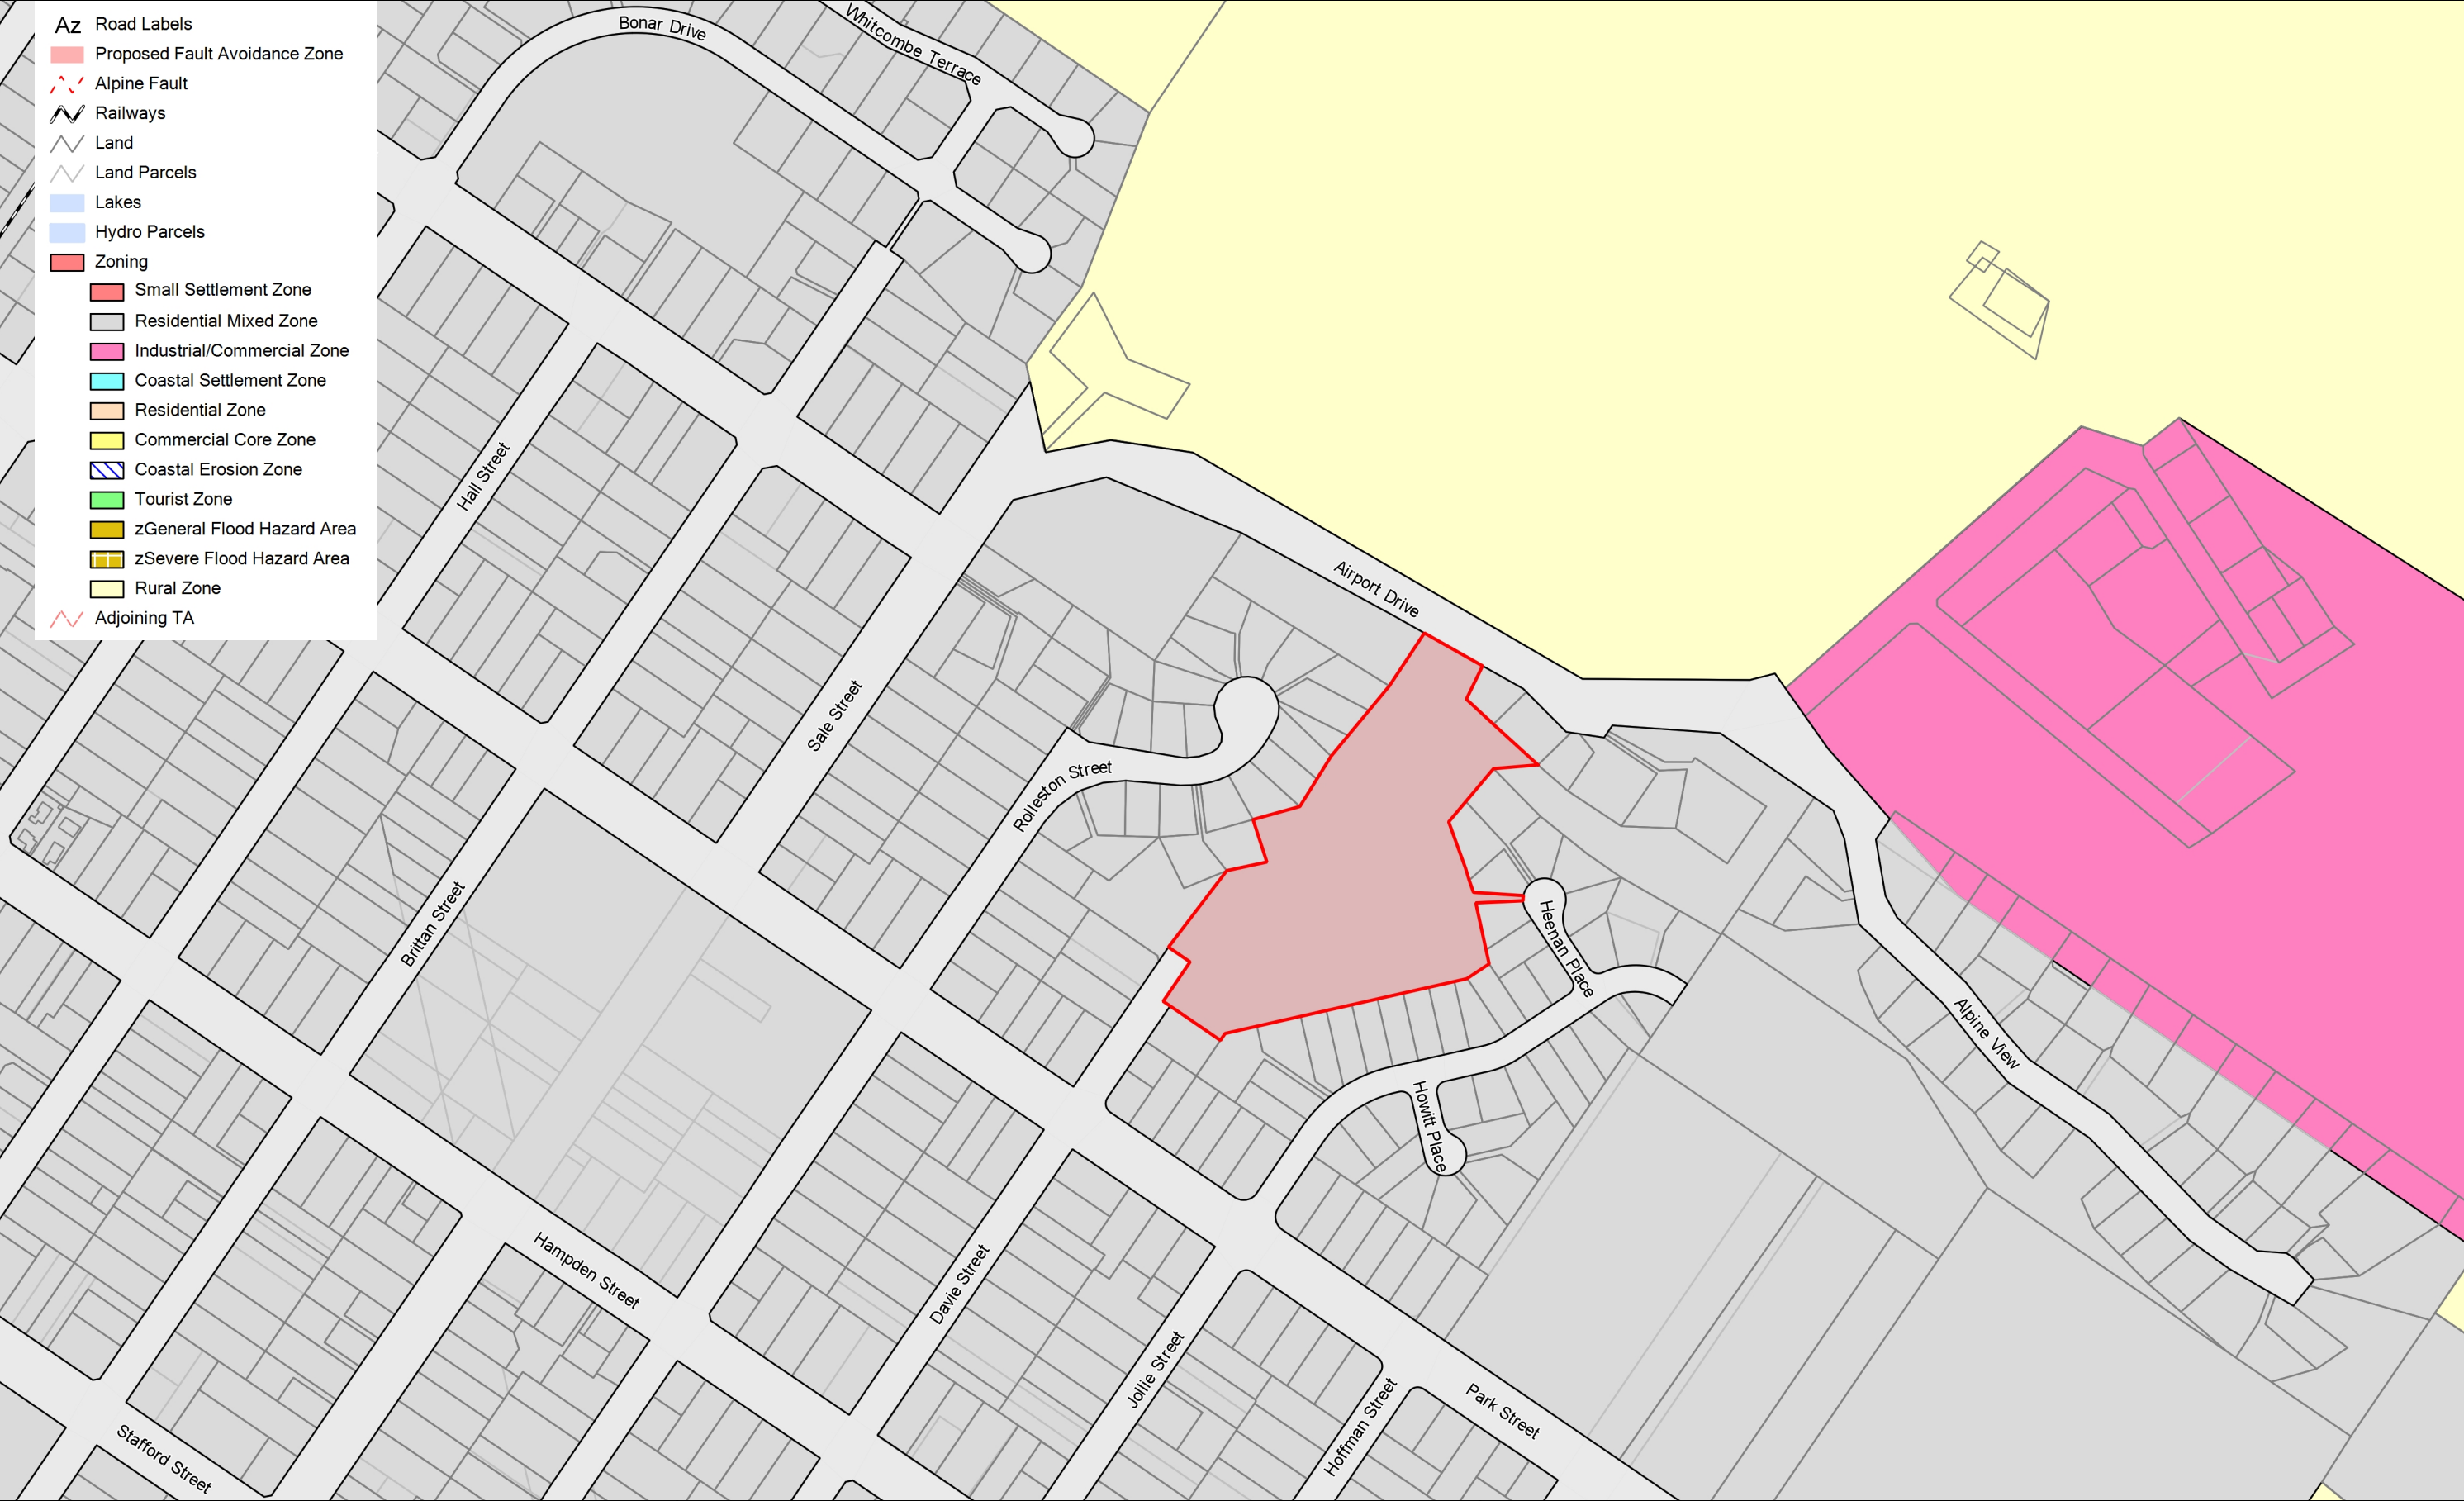 Az Road Labels
Proposed Fault Avoidance Zone
Alpine Fault
Railways
Land
Land Parcels
Lakes
Hydro Parcels
Zoning
Small Settlement Zone
Residential Mixed Zone
Industrial/Commercial Zone
Coastal Settlement Zone
Residential Zone
Commercial Core Zone
Coastal Erosion Zone
Tourist Zone
zGeneral Flood Hazard Area
zSevere Flood Hazard Area
Rural Zone
Adjoining TA
Bonar Drive
Whitcombe Terrace
Hall Street
Airport Drive
Sale Street
Rolleston Street
Brittan Street
Heenan Place
Alpine View
Howitt Place
Hampden Street
Davie Street
Jollie Street
Hoffman Street
Park Street
Stafford Street